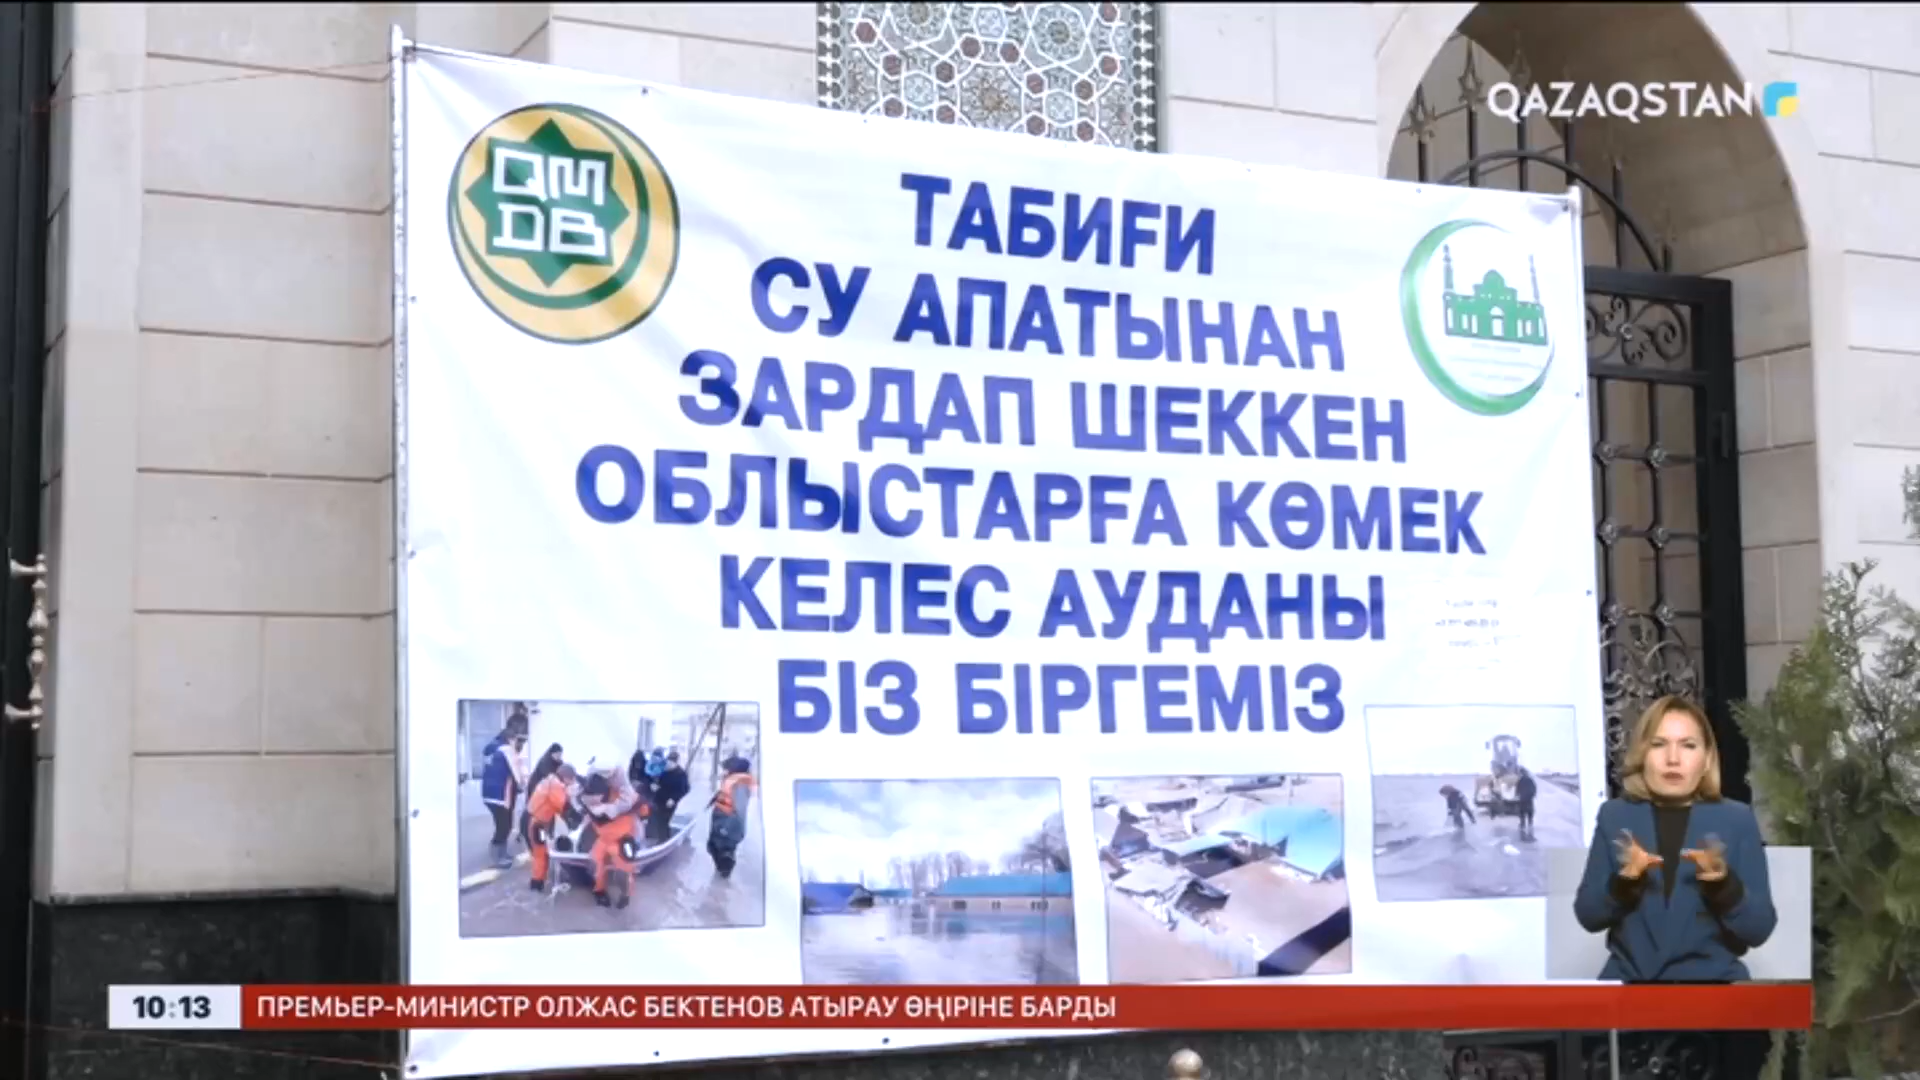 QAZAQSTAN
QM
DB
ТАБИҒИ
СУ АПАТЫНАН
ЗАРДАП ШЕККЕН
ОБЛЫСТАРҒА КӨМЕК
КЕЛЕС АУДАНЫ
БІЗ БІРГЕМІЗ
10:13 ПРЕМЬЕР-МИНИСТР ОЛЖАС БЕКТЕНОВ АТЫРАУ ӨҢІРІНЕ БАРДЫ